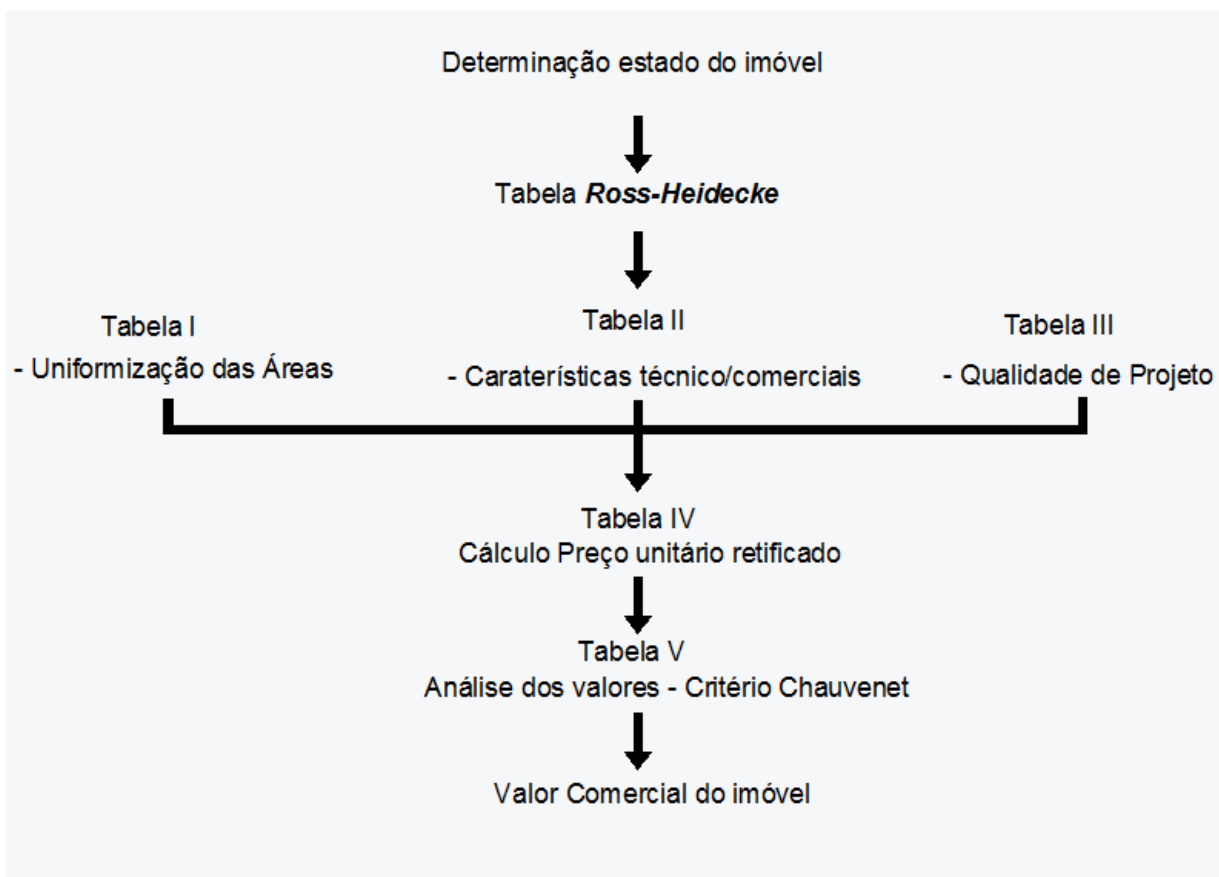 Determinação estado do imóvel
Tabela Ross-Heidecke
Tabela I
- Uniformização das Áreas
Tabela II
- Caraterísticas técnico/comerciais
Tabela III
- Qualidade de Projeto
Tabela IV
Cálculo Preço unitário retificado
Tabela V
Análise dos valores - Critério Chauvenet
Valor Comercial do imóvel